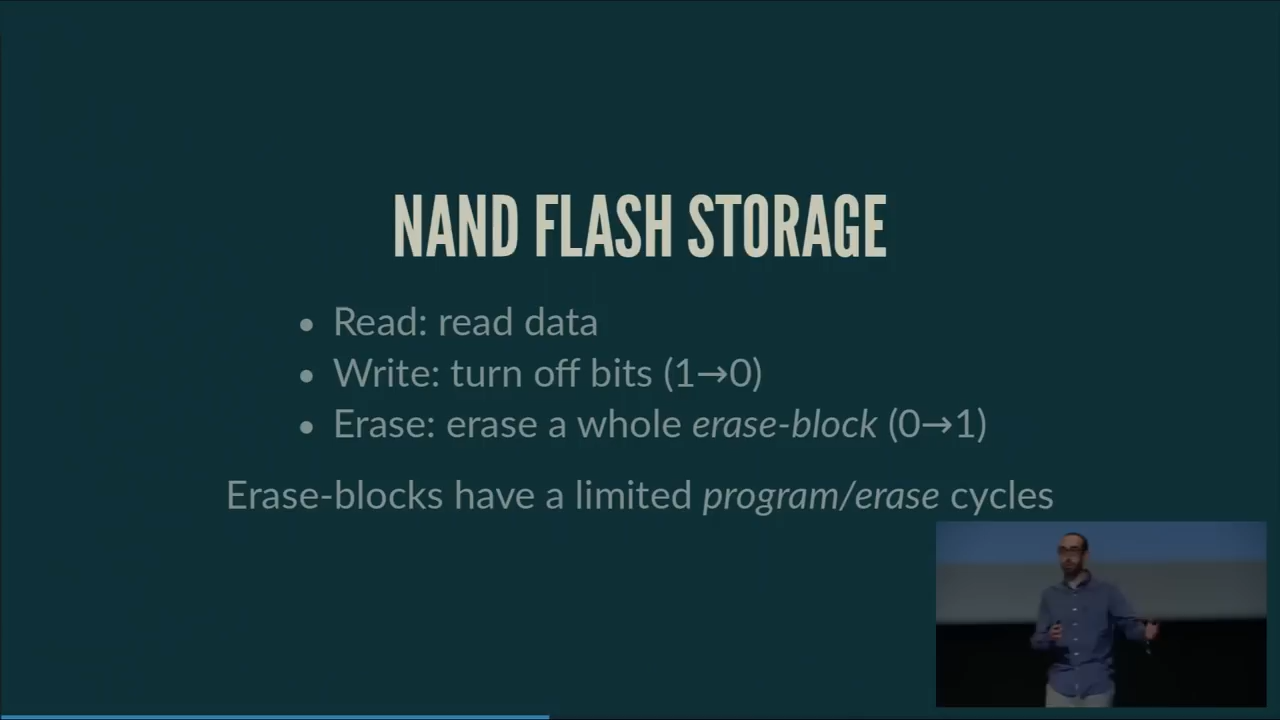 NAND FLASH STORAGE
• Read: read data
• Write: turn off bits (1→0)
• Erase: erase a whole erase-block (0→1)
Erase-blocks have a limited program/erase cycles